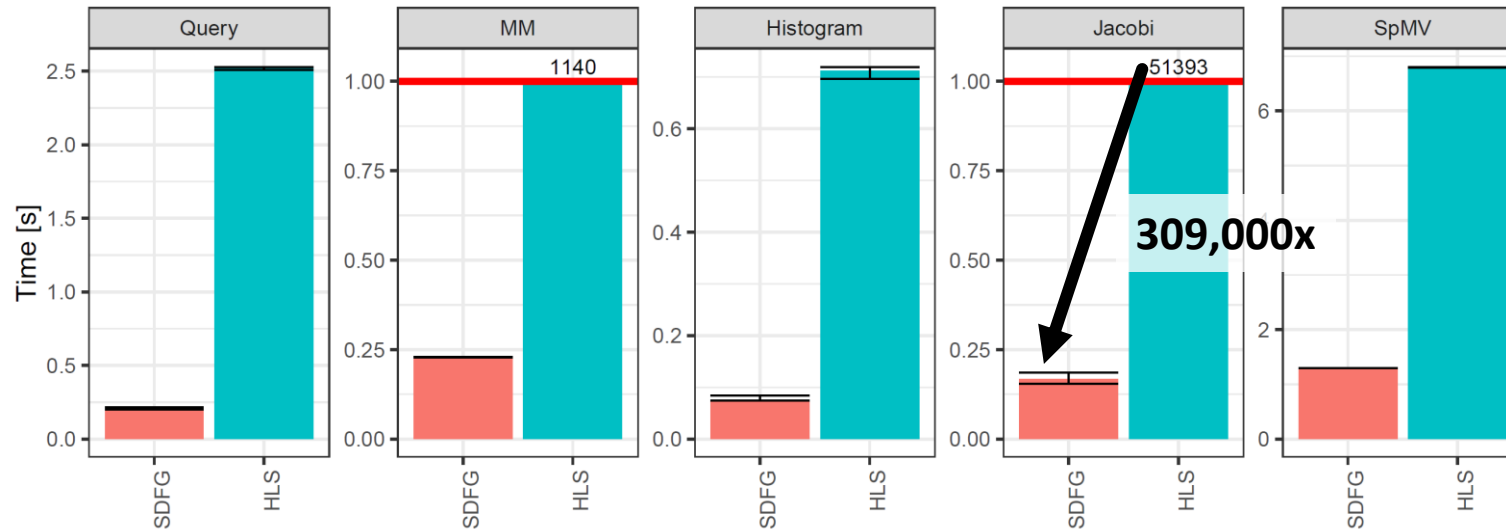 Query
MM
Histogram
Jacobi
SpMV
Time [s]
2.5
2.0
1.5
1.0
0.5
0.0
SDFG
HLS
1140
1.00
0.75
0.50
0.25
0.00
SDFG
HLS
0.6
0.4
0.2
0.0
SDFG
HLS
51393
1.00
0.75
0.50
0.25
0.00
309,000x
SDFG
HLS
6
4
2
0
SDFG
HLS